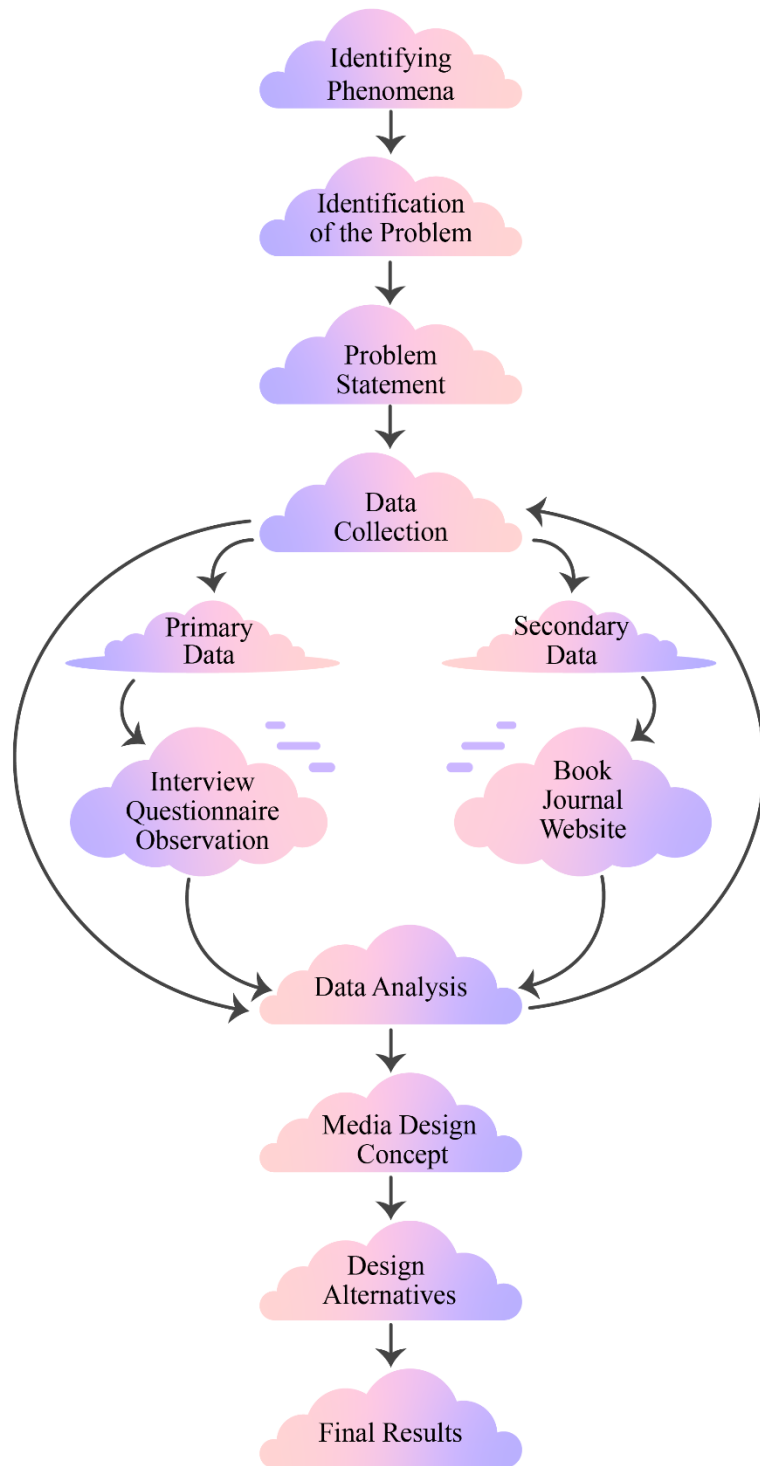 Identifying
Phenomena
Identification
of the Problem
Problem
Statement
Data
Collection
Primary
Data
Secondary
Data
Interview
Questionnaire
Observation
Book
Journal
Website
Data Analysis
Media Design
Concept
Design
Alternatives
Final Results